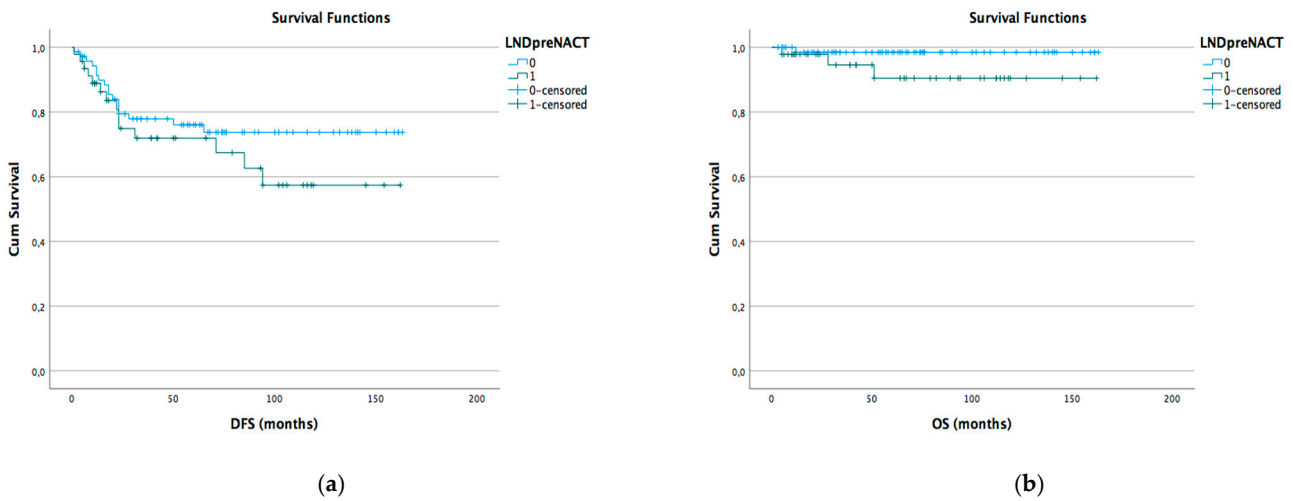 Survival Functions
LNDpreNACT
0
1
0-censored
1-censored
1,0
0,8
0,6
0,4
0,2
0,0
Cum Survival
0 50 100 150 200
DFS (months)
(a)
Survival Functions
LNDpreNACT
0
1
0-censored
1-censored
1,0
0,8
0,6
0,4
0,2
0,0
Cum Survival
0 50 100 150 200
OS (months)
(b)